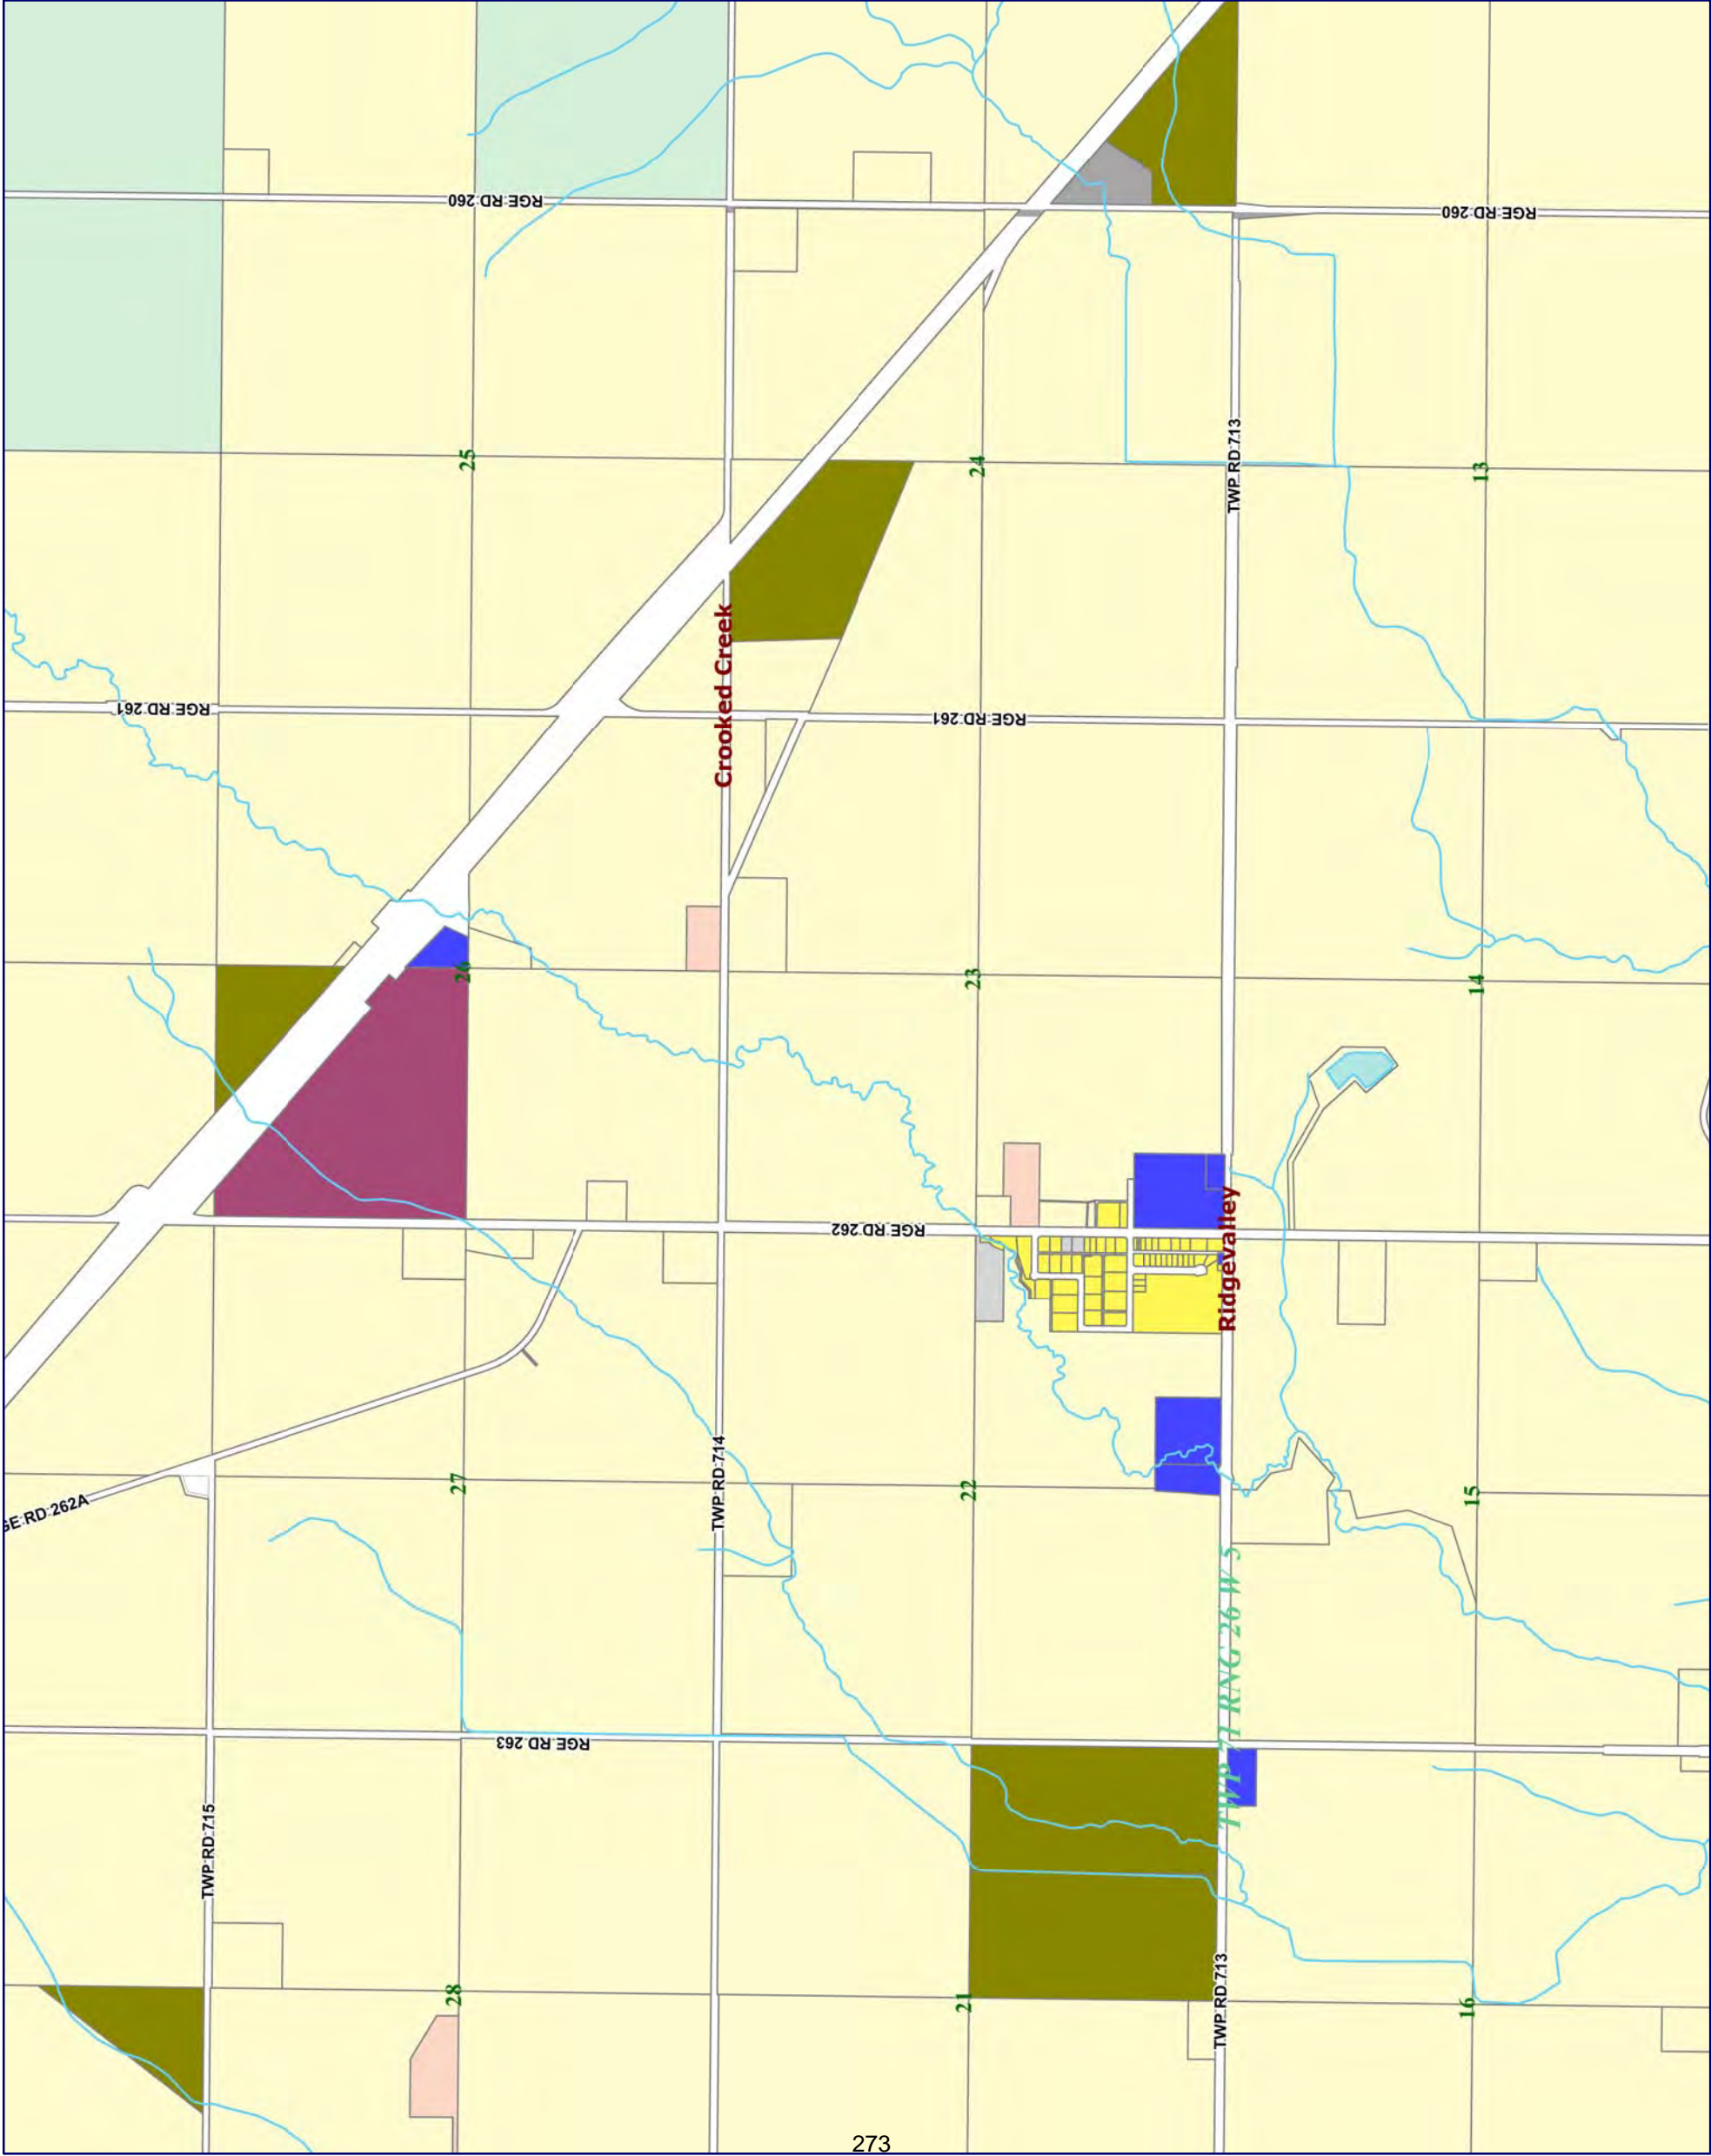 RGE RD 260
RGE RD 260
25
24
TWP RD 713
13
Crooked Creek
RGE RD 261
RGE RD 261
26
23
14
RGE RD 262
Ridgevalley
27
TWP RD 714
22
15
GE RD 262A
TWP 71 RNG 26 W 5
RGE RD 263
TWP RD 715
28
21
TWP RD 713
16
273